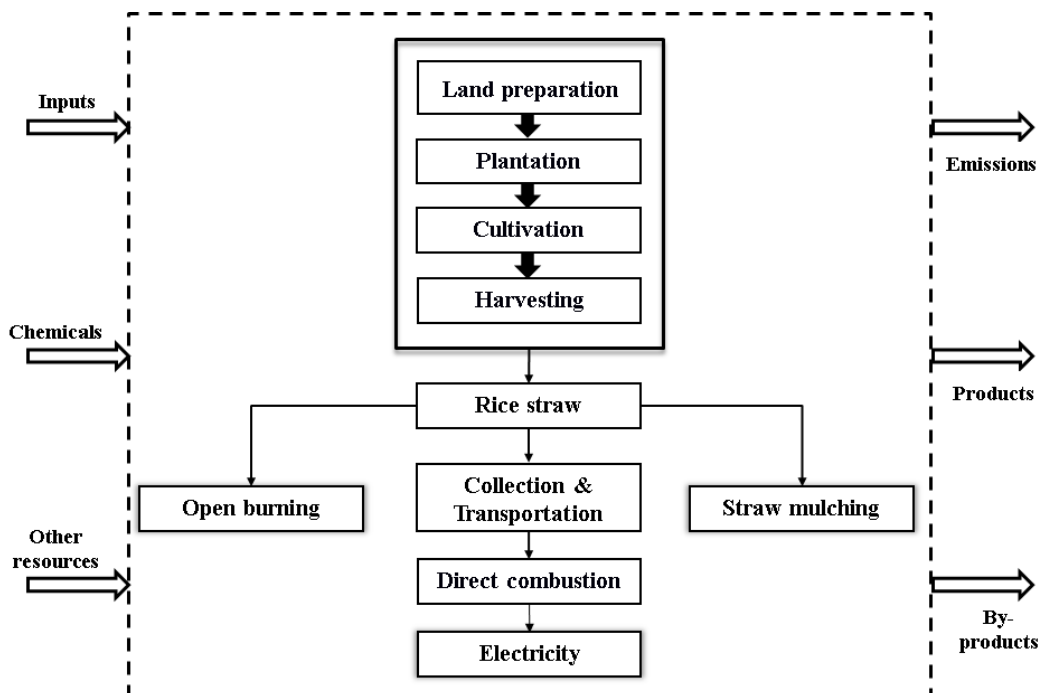 Land preparation
Inputs
Plantation
Emissions
Cultivation
Harvesting
Chemicals
Products
Rice straw
Collection &
Transportation
Open burning
Straw mulching
Other
resources
Direct combustion
By-
products
Electricity